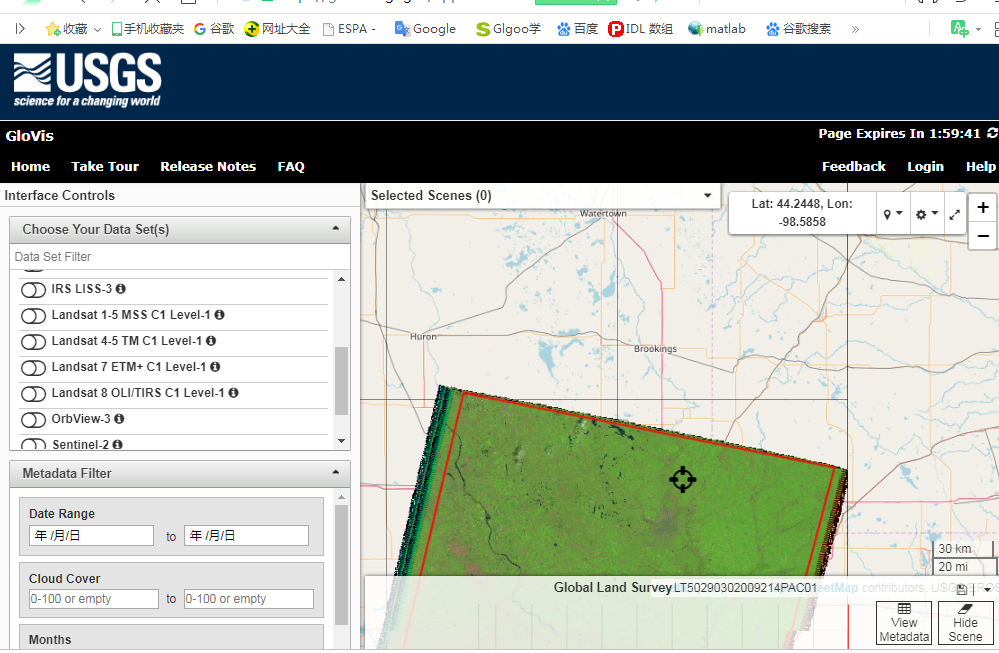 收藏 手机收藏夹 谷歌 网址大全 ESPA - Google Glgoo学 百度 IDL 数组 matlab 谷歌搜索 »
USGS
science for a changing world
GloVis
Page Expires In 1:59:41
Home Take Tour Release Notes FAQ
Feedback Login Help
Interface Controls
Choose Your Data Set(s)
Data Set Filter
IRS LISS-3
Landsat 1-5 MSS C1 Level-1
Landsat 4-5 TM C1 Level-1
Landsat 7 ETM+ C1 Level-1
Landsat 8 OLI/TIRS C1 Level-1
OrbView-3
Sentinel-2
Metadata Filter
Date Range
年 /月/日 to 年 /月/日
Cloud Cover
0-100 or empty to 0-100 or empty
Months
Selected Scenes (0)
Lat: 44.2448, Lon:
-98.5858
+
−
Watertown
Huron
Brookings
30 km
20 mi
Global Land Survey LT50290302009214PAC01 eetMap contributors, USGS EROS
View
Metadata
Hide
Scene